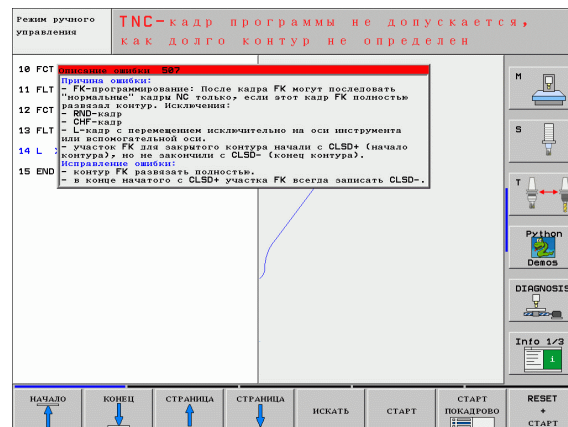 Режим ручного
управления
TNC-кадр программы не допускается,
как долго контур не определен
10 FCT
Описание ошибки 507
Причина ошибки:
11 FLT
- FK-программирование: После кадра FK могут последовать
"нормальные" кадры NC только, если этот кадр FK полностью
развязал контур. Исключения:
12 FCT
- RND-кадр
- CHF-кадр
13 FLT
- L-кадр с перемещением исключительно на оси инструмента
или вспомогательной оси.
14 L
- участок FK для закрытого контура начали с CLSD+ (начало
контура), но не закончили с CLSD- (конец контура).
Исправление ошибки:
15 END
- контур FK развязать полностью.
- в конце начатого с CLSD+ участка FK всегда записать CLSD-.
M
S
T
Python
Demos
DIAGNOSIS
Info 1/3
i
НАЧАЛО
КОНЕЦ
СТРАНИЦА
СТРАНИЦА
ИСКАТЬ
СТАРТ
СТАРТ
ПОКАДРОВО
RESET
+
СТАРТ